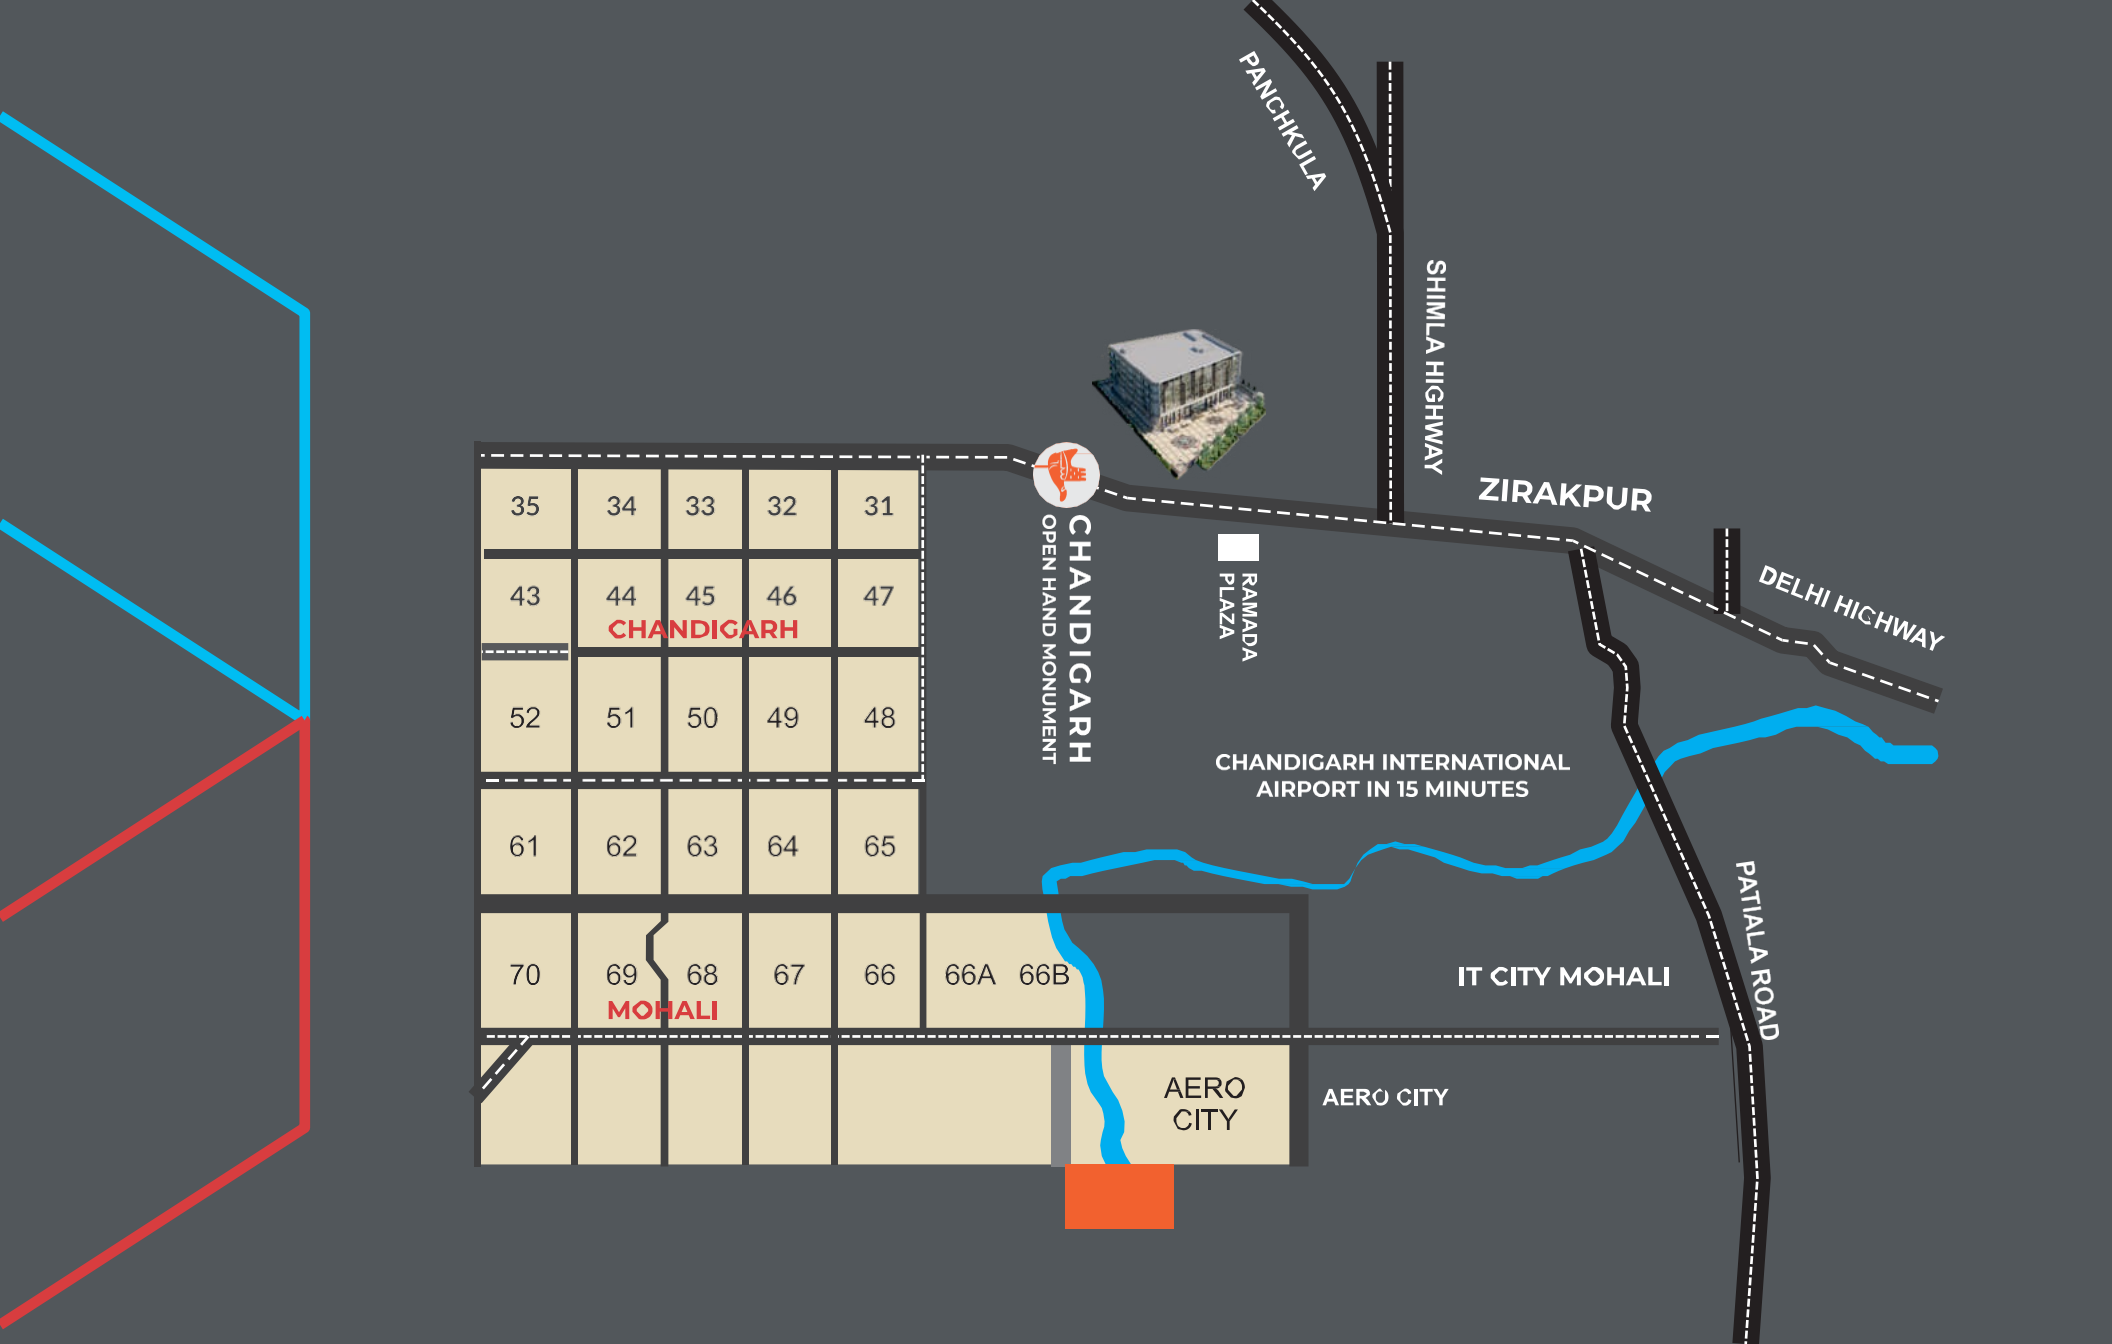 PANCHKULA
SHIMLA HIGHWAY
ZIRAKPUR
DELHI HICHWAY
CHANDIGARH
OPEN HAND MONUMENT
RAMADA
PLAZA
35 34 33 32 31
43 44 45 46 47
CHANDIGARH
52 51 50 49 48
CHANDIGARH INTERNATIONAL
AIRPORT IN 15 MINUTES
61 62 63 64 65
PATIALA ROAD
70 69 68 67 66 66A 66B
MOHALI
IT CITY MOHALI
AERO
CITY
AERO CITY